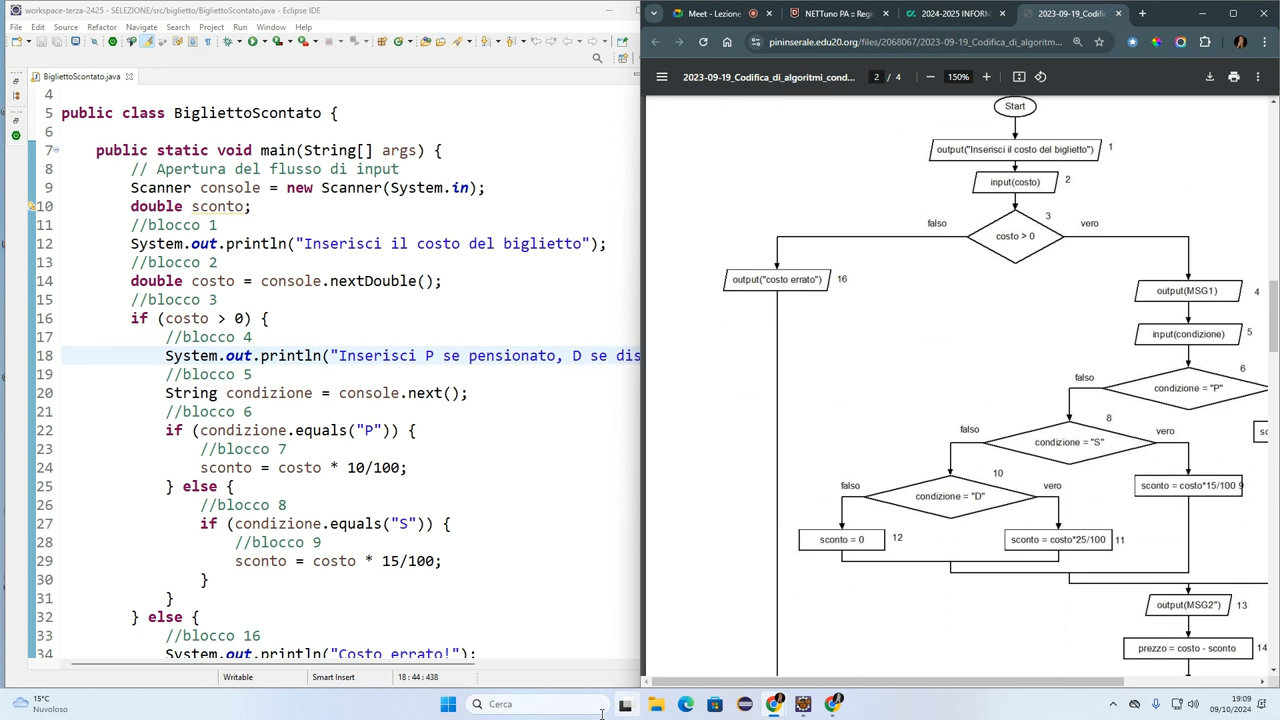 workspace-terza-2425 - SELEZIONE/src/biglietto/BigliettoScontato.java - Eclipse IDE
File Edit Source Refactor Navigate Search Project Run Window Help
BigliettoScontato.java
4
5 public class BigliettoScontato {
6
7 public static void main(String[] args) {
8 // Apertura del flusso di input
9 Scanner console = new Scanner(System.in);
10 double sconto;
11 //blocco 1
12 System.out.println("Inserisci il costo del biglietto");
13 //blocco 2
14 double costo = console.nextDouble();
15 //blocco 3
16 if (costo > 0) {
17 //blocco 4
18 System.out.println("Inserisci P se pensionato, D se dis
19 //blocco 5
20 String condizione = console.next();
21 //blocco 6
22 if (condizione.equals("P")) {
23 //blocco 7
24 sconto = costo * 10/100;
25 } else {
26 //blocco 8
27 if (condizione.equals("S")) {
28 //blocco 9
29 sconto = costo * 15/100;
30 }
31 }
32 } else {
33 //blocco 16
34 System.out.println("Costo errato!");
Writable Smart Insert 18 : 44 : 438
Meet: Lezione
NETTuno PA = Reg
-2024-2025 INFORM
2023-09-19_Codific
pininserale.edu20.org/files/2068067/2023-09-19_Codifica_di_algoritmi_...
2023-09-19_Codifica_di_algoritmi_cond... 2 / 4 150%
Start
output("Inserisci il costo del biglietto") 1
input(costo) 2
3
falso vero
costo > 0
output("costo errato") 16
output(MSG1) 4
input(condizione) 5
6
falso
condizione = "P"
8
falso vero
condizione = "S"
sc
10
falso vero
sconto = costo*15/100 9
condizione = "D"
sconto = 0 12
sconto = costo*25/100 11
output(MSG2") 13
prezzo = costo - sconto 14
15°C
Nuvoloso
Cerca
19:09
09/10/2024